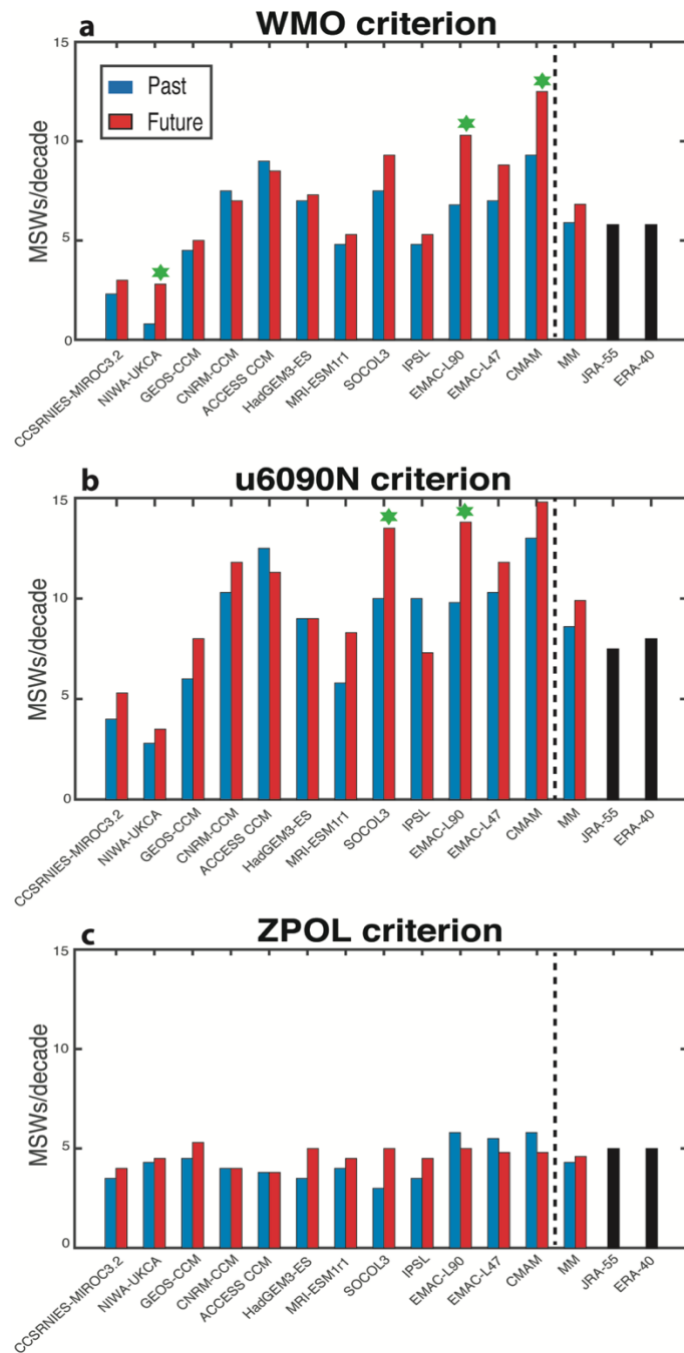 a WMO criterion
15
Past
Future
10
5
0
MSWs/decade
CCSRNIES-MIROC3.2
NIWA-UKCA
GEOS-CCM
CNRM-CCM
ACCESS CCM
HadGEM3-ES
MRI-ESM1r1
SOCOL3
IPSL
EMAC-L90
EMAC-L47
CMAM
MM
JRA-55
ERA-40
b u6090N criterion
15
10
5
0
MSWs/decade
CCSRNIES-MIROC3.2
NIWA-UKCA
GEOS-CCM
CNRM-CCM
ACCESS CCM
HadGEM3-ES
MRI-ESM1r1
SOCOL3
IPSL
EMAC-L90
EMAC-L47
CMAM
MM
JRA-55
ERA-40
c ZPOL criterion
15
10
5
0
MSWs/decade
CCSRNIES-MIROC3.2
NIWA-UKCA
GEOS-CCM
CNRM-CCM
ACCESS CCM
HadGEM3-ES
MRI-ESM1r1
SOCOL3
IPSL
EMAC-L90
EMAC-L47
CMAM
MM
JRA-55
ERA-40